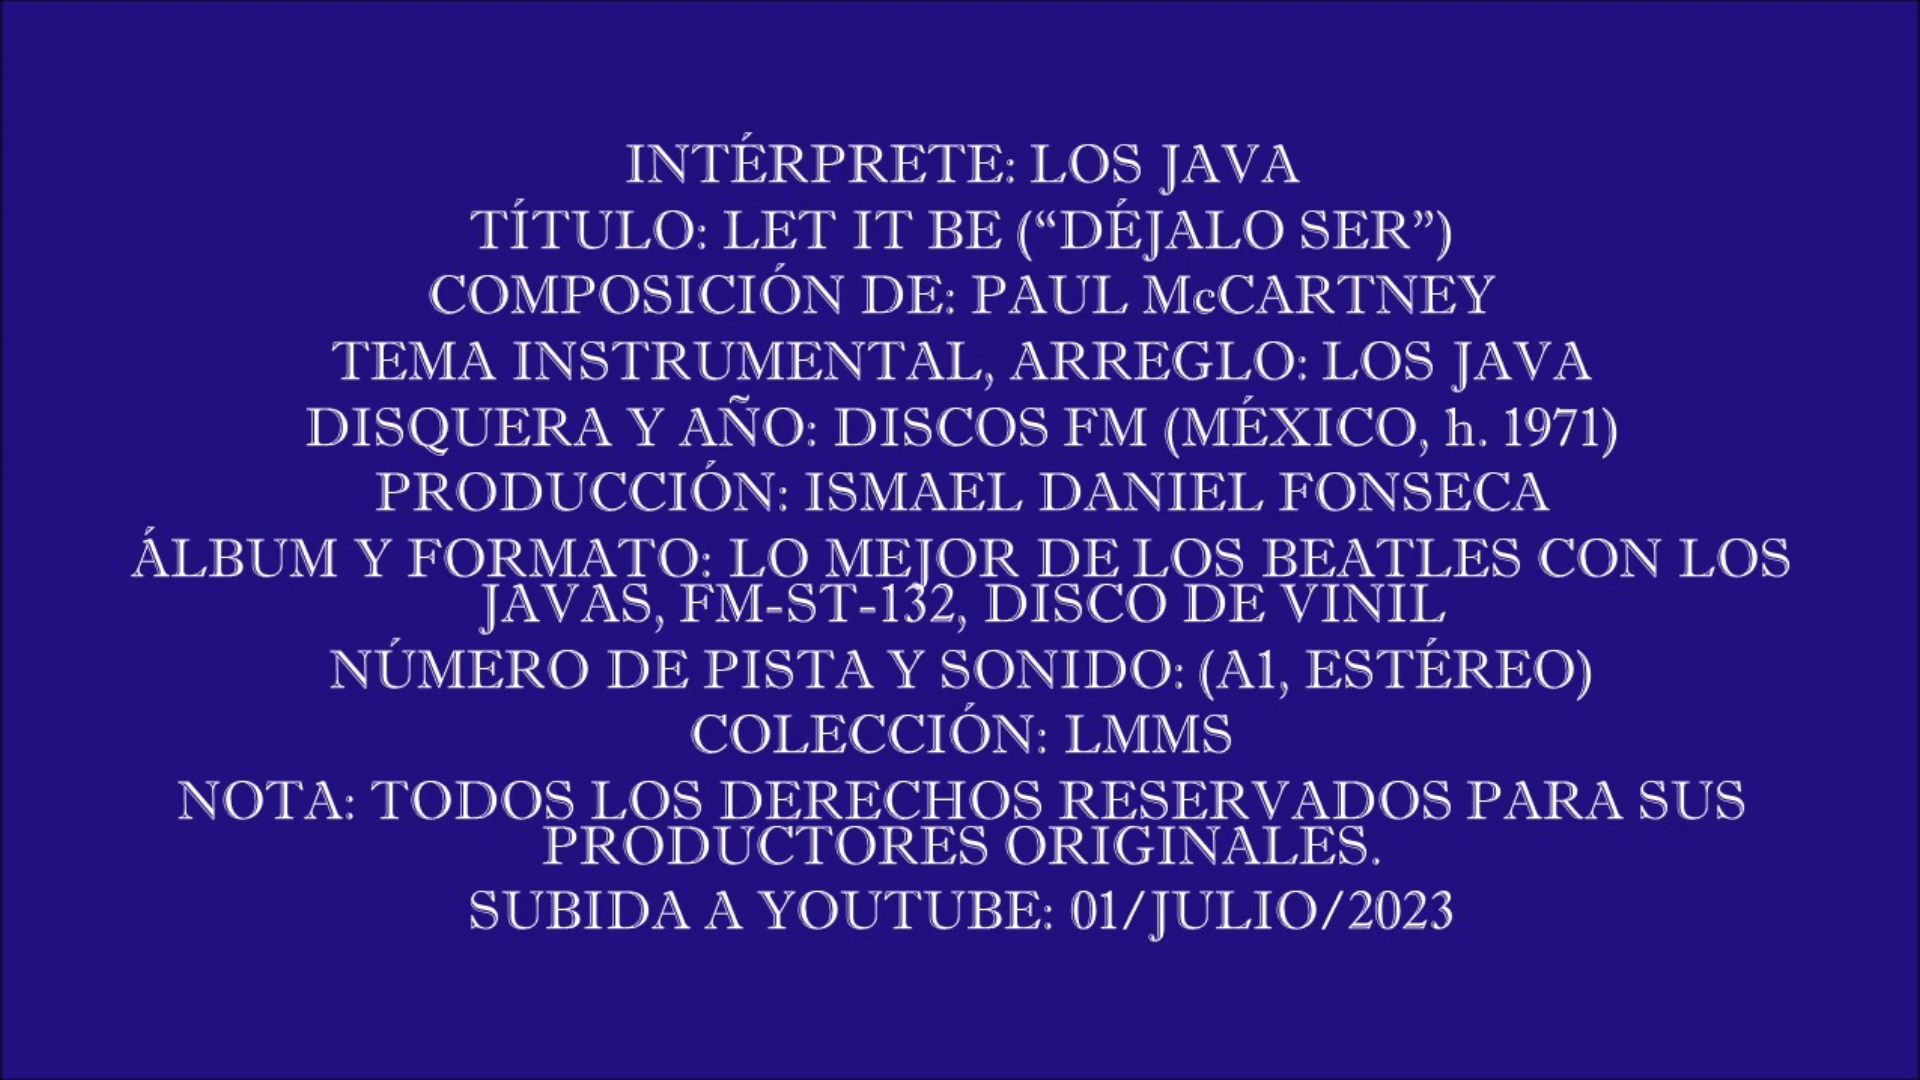 INTÉRPRETE: LOS JAVA
TÍTULO: LET IT BE (“DÉJALO SER”)
COMPOSICIÓN DE: PAUL McCARTNEY
TEMA INSTRUMENTAL, ARREGLO: LOS JAVA
DISQUERA Y AÑO: DISCOS FM (MÉXICO, h. 1971)
PRODUCCIÓN: ISMAEL DANIEL FONSECA
ÁLBUM Y FORMATO: LO MEJOR DE LOS BEATLES CON LOS
JAVAS, FM-ST-132, DISCO DE VINIL
NÚMERO DE PISTA Y SONIDO: (A1, ESTÉREO)
COLECCIÓN: LMMS
NOTA: TODOS LOS DERECHOS RESERVADOS PARA SUS
PRODUCTORES ORIGINALES.
SUBIDA A YOUTUBE: 01/JULIO/2023